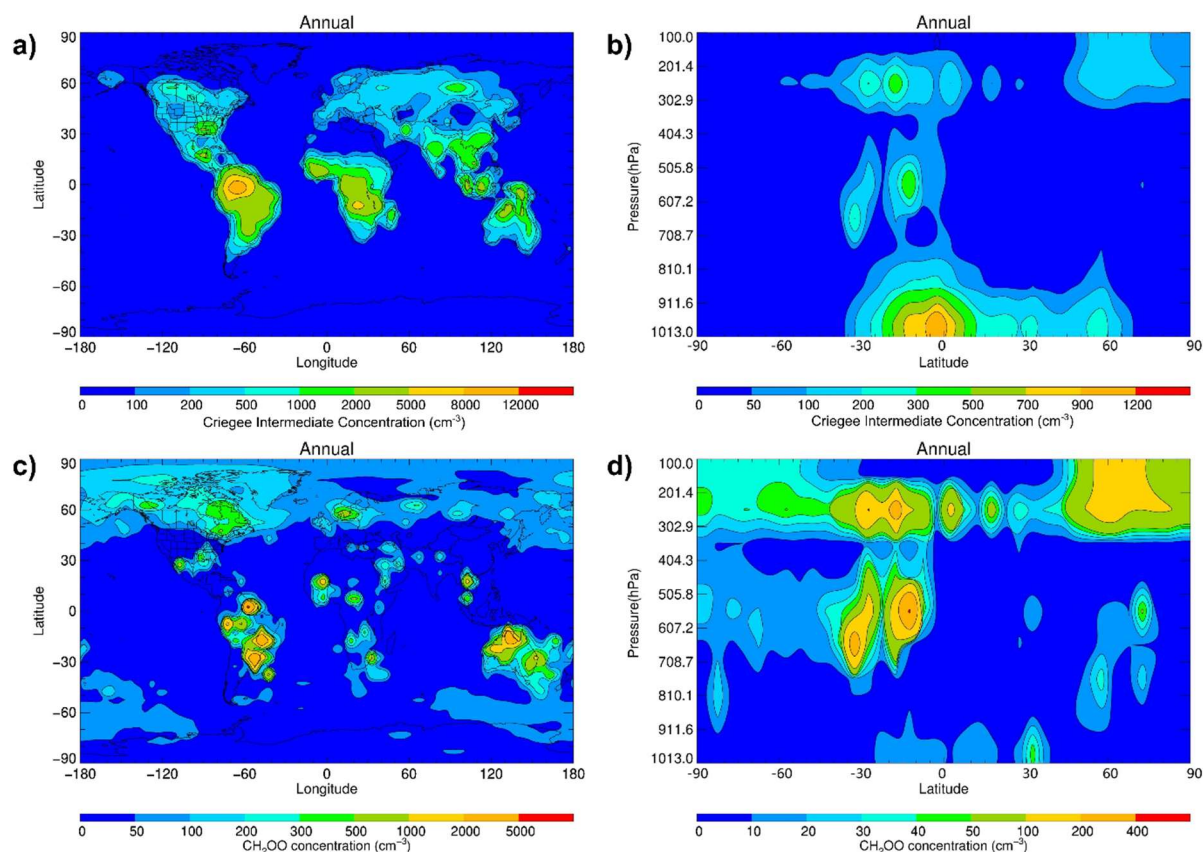 a)
Annual
Latitude
90
60
30
0
−30
−60
−90
−180 −120 −60 0 60 120 180
Longitude
0 100 200 500 1000 2000 5000 8000 12000
Criegee Intermediate Concentration (cm⁻³)
b)
Annual
Pressure(hPa)
100.0
201.4
302.9
404.3
505.8
607.2
708.7
810.1
911.6
1013.0
-90 -60 -30 0 30 60 90
Latitude
0 50 100 200 300 500 700 900 1200
Criegee Intermediate Concentration (cm⁻³)
c)
Annual
Latitude
90
60
30
0
−30
−60
−90
−180 −120 −60 0 60 120 180
Longitude
0 50 100 200 300 500 1000 2000 5000
CH₂OO concentration (cm⁻³)
d)
Annual
Pressure(hPa)
100.0
201.4
302.9
404.3
505.8
607.2
708.7
810.1
911.6
1013.0
-90 -60 -30 0 30 60 90
Latitude
0 10 20 30 40 50 100 200 400
CH₂OO concentration (cm⁻³)